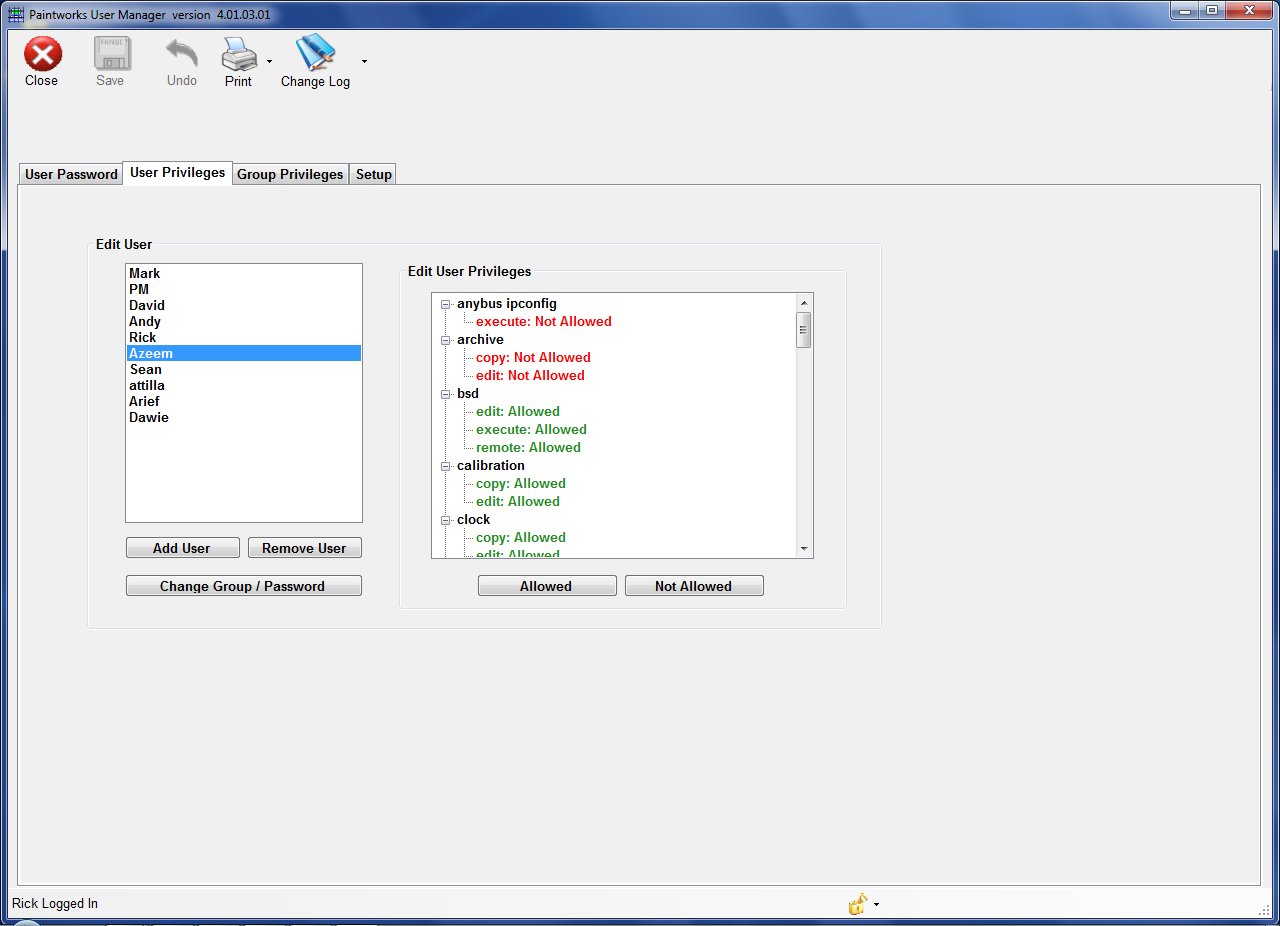 Paintworks User Manager version 4.01.03.01
FANUC
Close Save Undo Print Change Log
User Password User Privileges Group Privileges Setup
Edit User
Mark
PM
David
Andy
Rick
Azeem
Sean
attilla
Arief
Dawie
Add User Remove User
Change Group / Password
Edit User Privileges
anybus ipconfig
execute: Not Allowed
archive
copy: Not Allowed
edit: Not Allowed
bsd
edit: Allowed
execute: Allowed
remote: Allowed
calibration
copy: Allowed
edit: Allowed
clock
copy: Allowed
edit: Allowed
Allowed Not Allowed
Rick Logged In